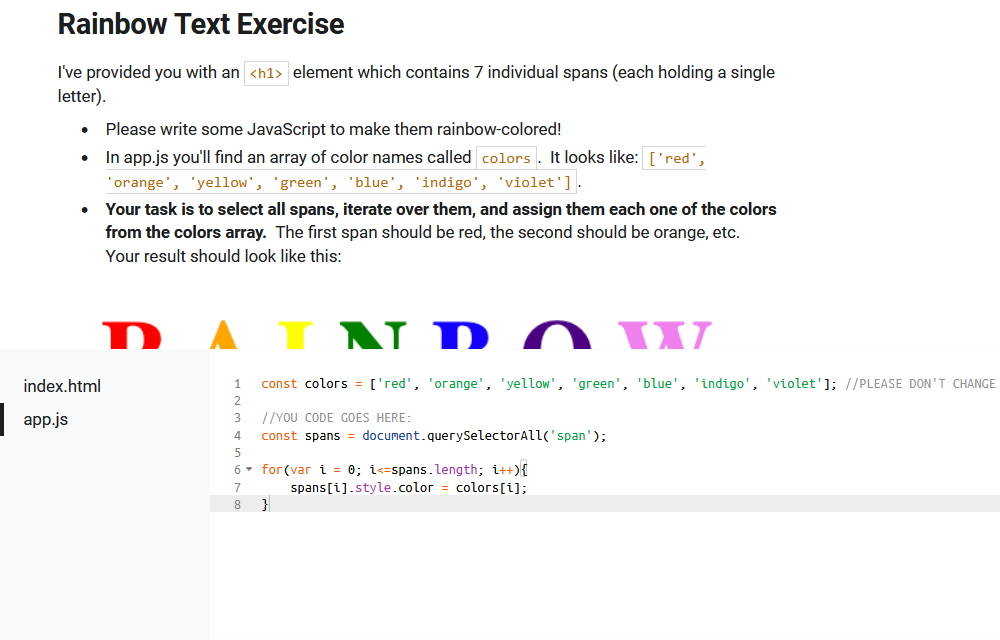 Rainbow Text Exercise
I've provided you with an <h1> element which contains 7 individual spans (each holding a single
letter).
• Please write some JavaScript to make them rainbow-colored!
• In app.js you'll find an array of color names called colors. It looks like: ['red',
'orange', 'yellow', 'green', 'blue', 'indigo', 'violet'].
• Your task is to select all spans, iterate over them, and assign them each one of the colors
from the colors array. The first span should be red, the second should be orange, etc.
Your result should look like this:
R A I N B O W
index.html
app.js
1 const colors = ['red', 'orange', 'yellow', 'green', 'blue', 'indigo', 'violet']; //PLEASE DON'T CHANGE
2
3 //YOU CODE GOES HERE:
4 const spans = document.querySelectorAll('span');
5
6 for(var i = 0; i<=spans.length; i++){
7 spans[i].style.color = colors[i];
8 }